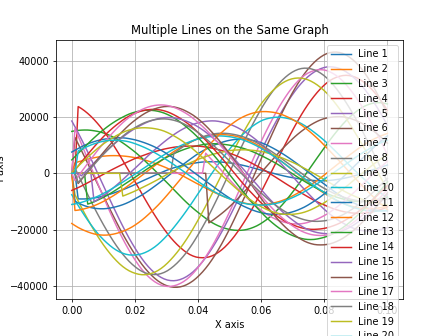 Multiple Lines on the Same Graph
40000
20000
0
−20000
−40000
0.00
0.02
0.04
0.06
X axis
axis
Line 1
Line 2
Line 3
Line 4
Line 5
Line 6
Line 7
Line 8
Line 9
Line 10
Line 11
Line 12
Line 13
Line 14
Line 15
Line 16
Line 17
Line 18
Line 19
Line 20